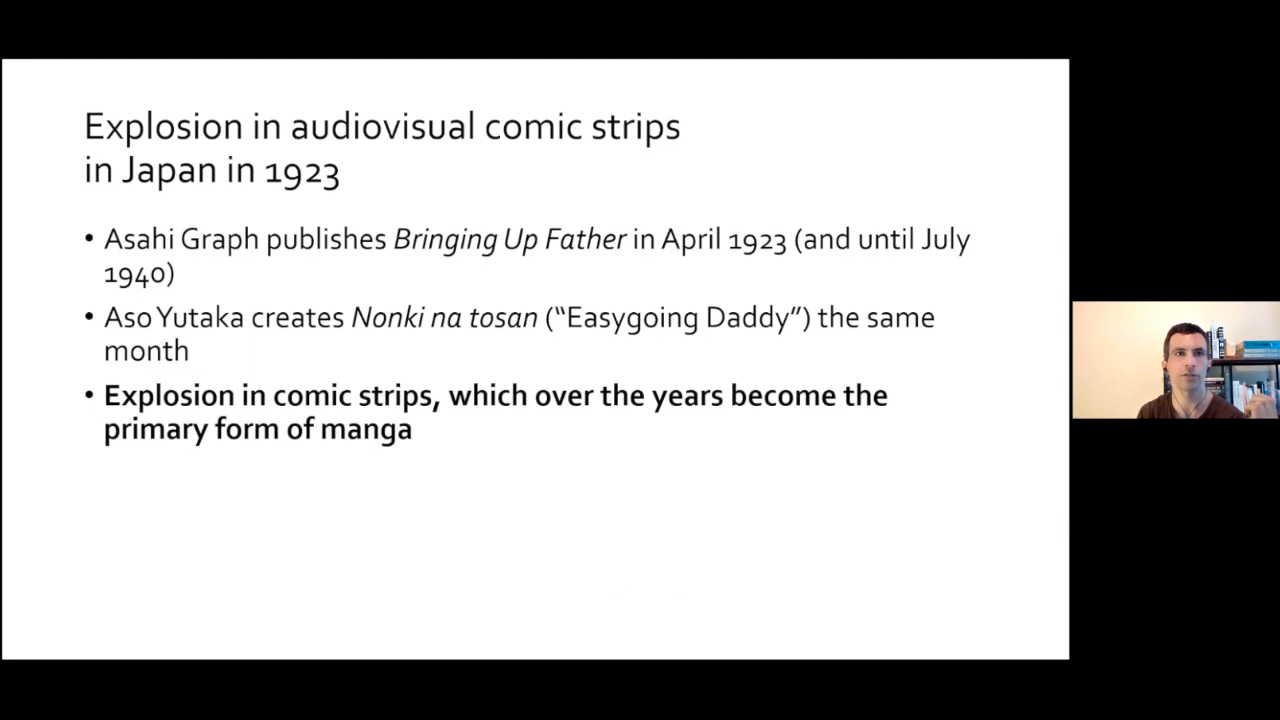 Explosion in audiovisual comic strips
in Japan in 1923
• Asahi Graph publishes Bringing Up Father in April 1923 (and until July
1940)
• Aso Yutaka creates Nonki na tosan (“Easygoing Daddy”) the same
month
• Explosion in comic strips, which over the years become the
primary form of manga